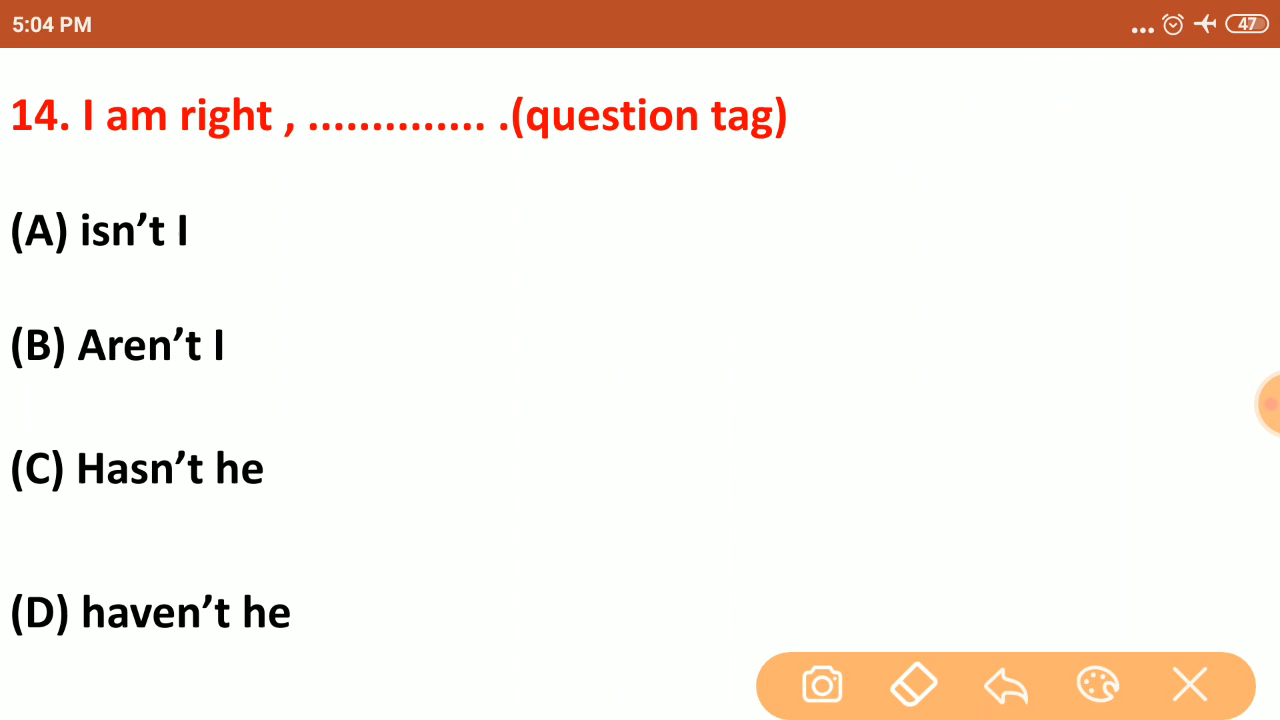 5:04 PM
47
14. I am right , .............. .(question tag)
(A) isn’t I
(B) Aren’t I
(C) Hasn’t he
(D) haven’t he